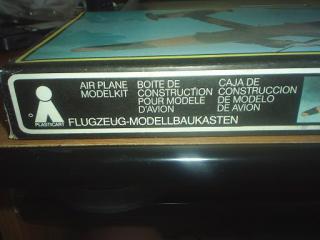 AIR PLANE
MODELKIT
BOITE DE
CONSTRUCTION
POUR MODELE
D'AVION
CAJA DE
CONSTRUCCION
DE MODELO
DE AVION
PLASTICART
FLUGZEUG-MODELLBAUKASTEN